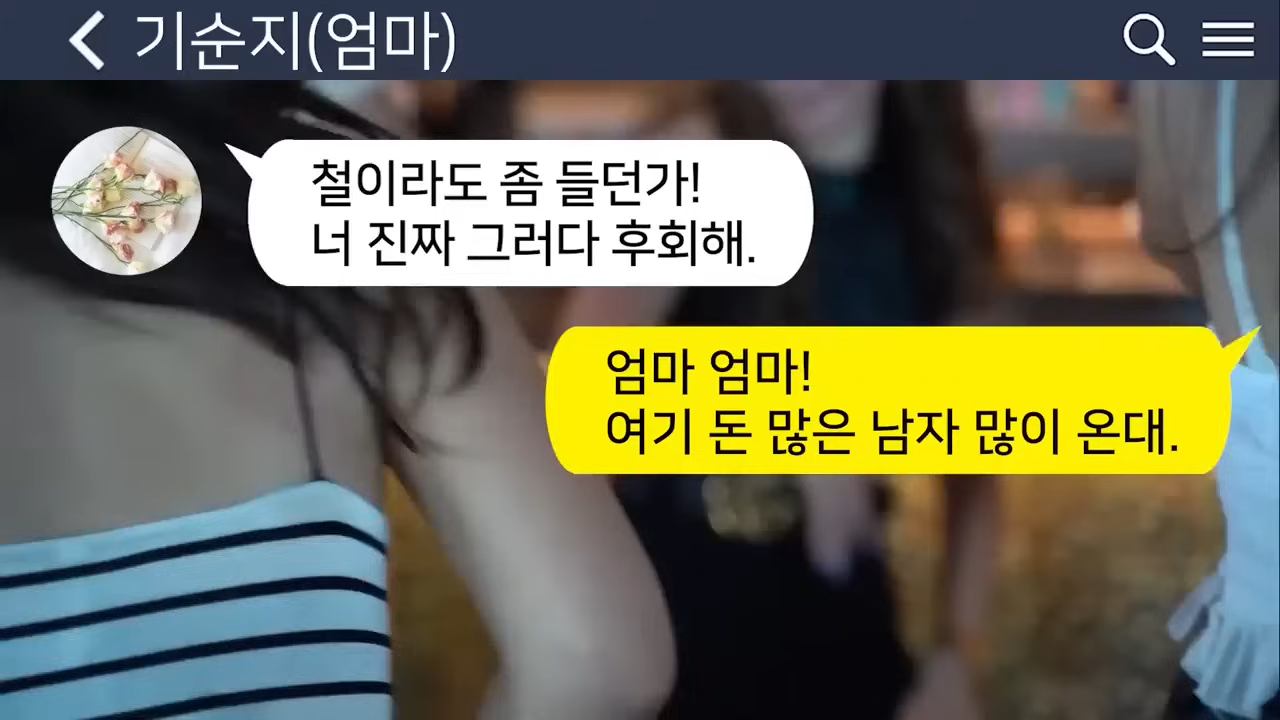 기순지(엄마)
철이라도 좀 들던가!
너 진짜 그러다 후회해.
엄마 엄마!
여기 돈 많은 남자 많이 온대.